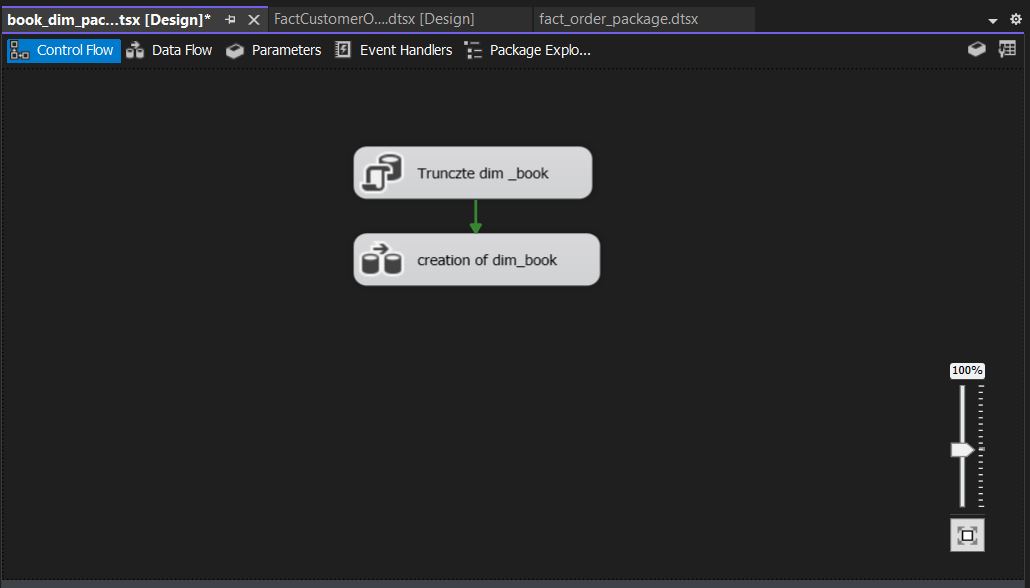 book_dim_pac...tsx [Design]*
FactCustomerO....dtsx [Design]
fact_order_package.dtsx
Control Flow
Data Flow
Parameters
Event Handlers
Package Explo...
Trunczte dim _book
creation of dim_book
100%